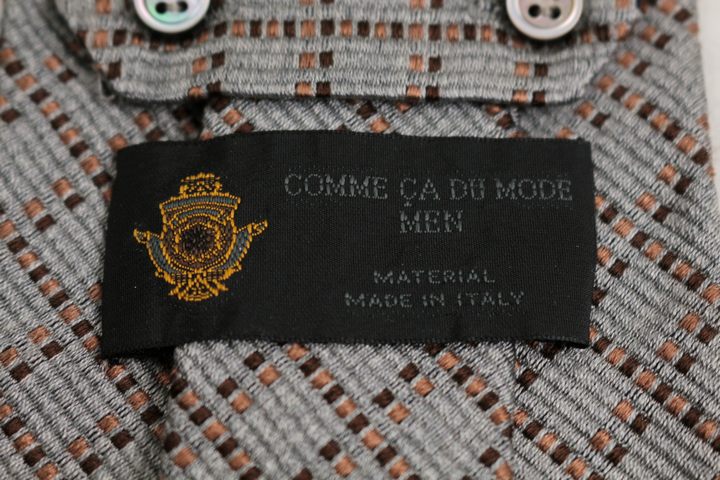 COMME ÇA DU MODE
MEN
MATERIAL
MADE IN ITALY